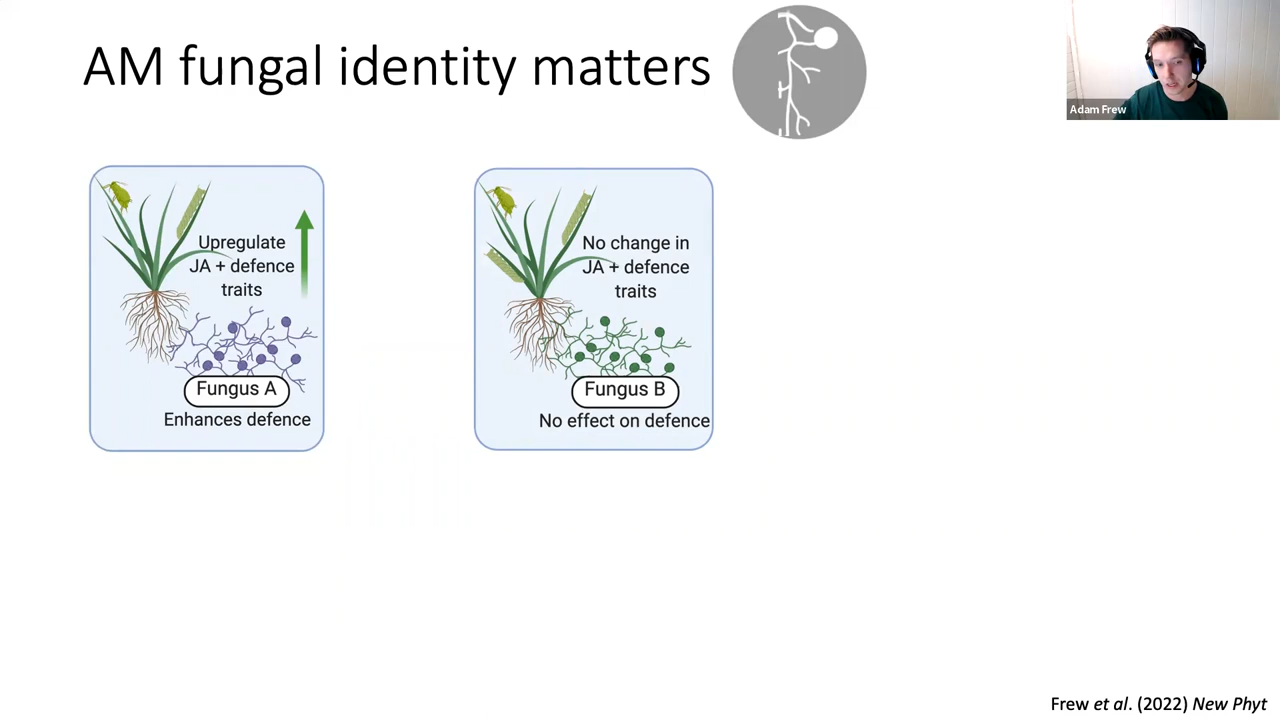 AM fungal identity matters
Adam Frew
Upregulate
JA + defence
traits
Fungus A
Enhances defence
No change in
JA + defence
traits
Fungus B
No effect on defence
Frew et al. (2022) New Phyt